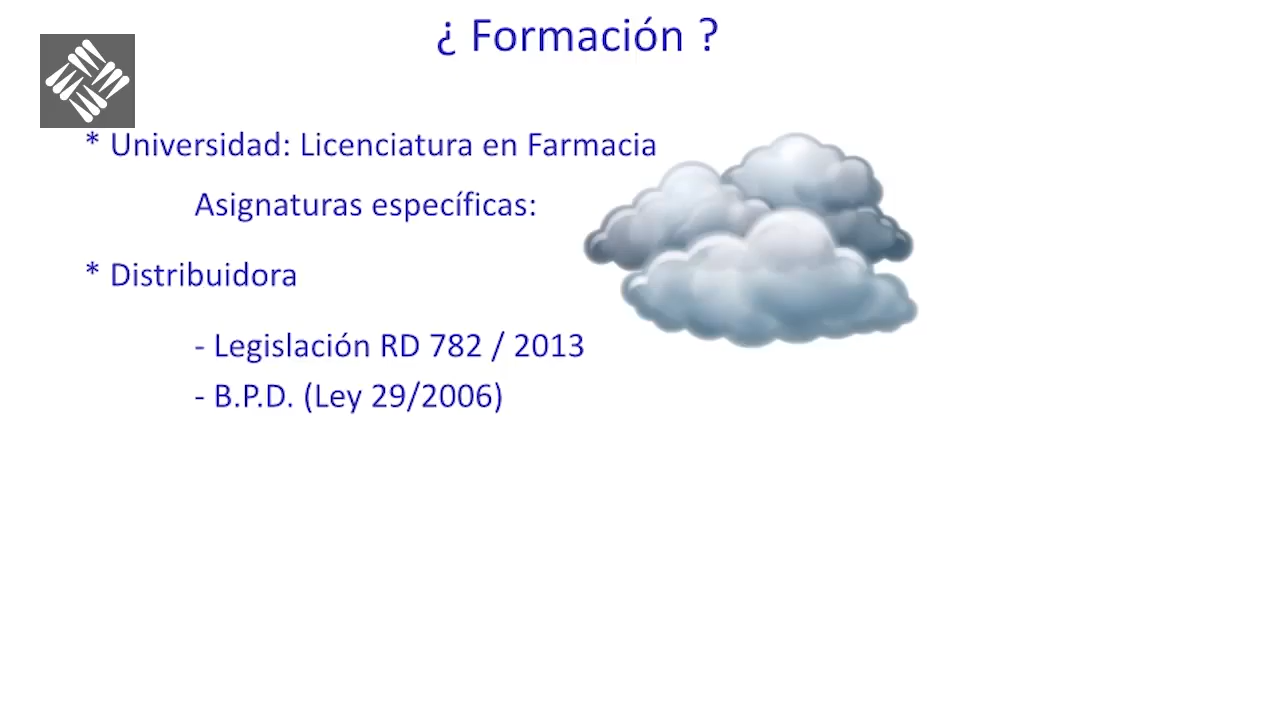 ¿ Formación ?
* Universidad: Licenciatura en Farmacia
Asignaturas específicas:
* Distribuidora
- Legislación RD 782 / 2013
- B.P.D. (Ley 29/2006)